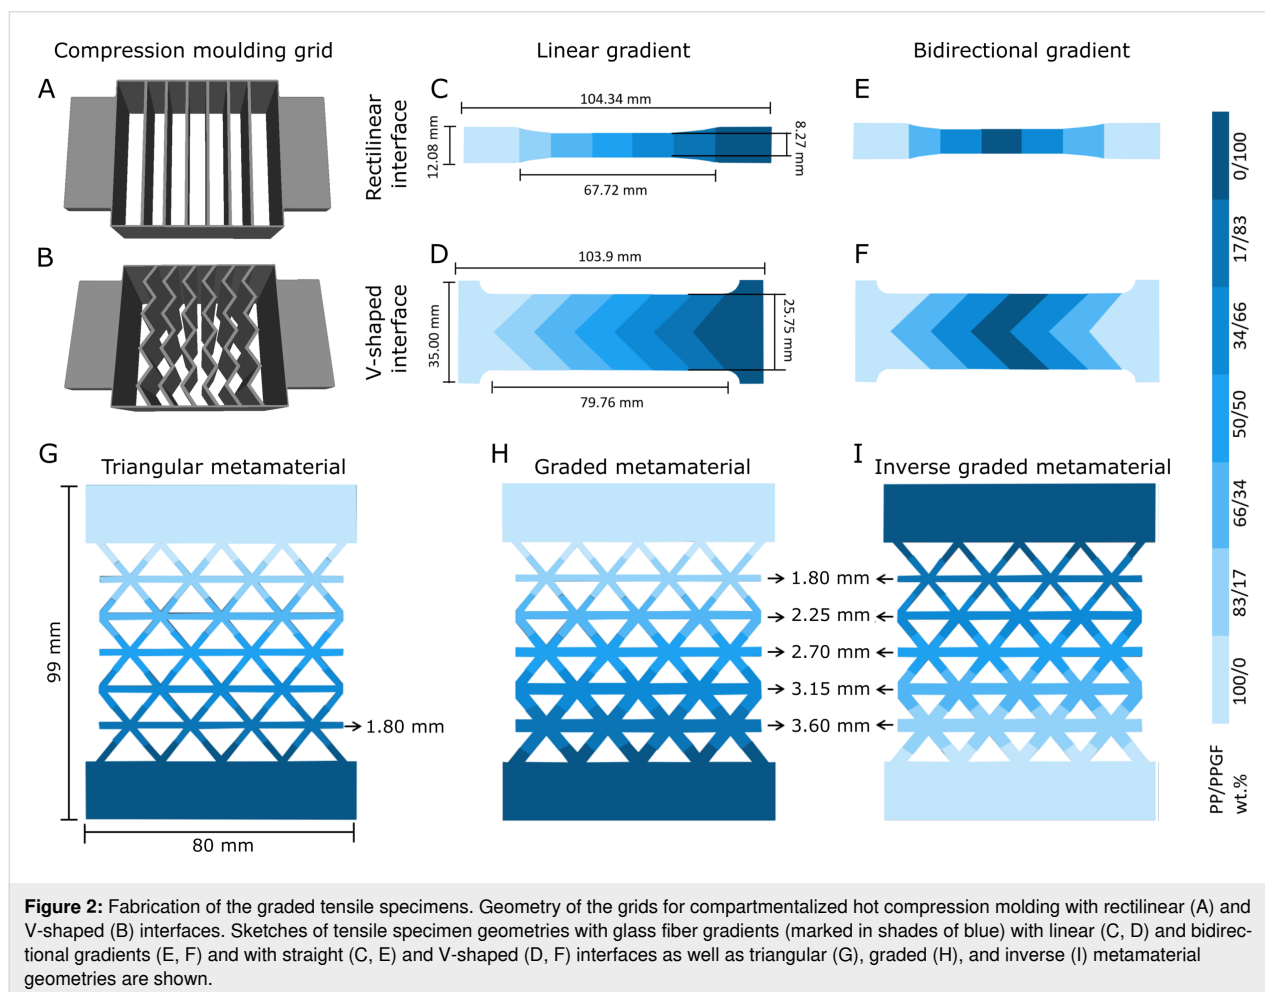 Compression moulding grid
Linear gradient
Bidirectional gradient
A
C
E
Rectilinear
interface
104.34 mm
12.08 mm
8.27 mm
67.72 mm
B
D
F
V-shaped
interface
103.9 mm
35.00 mm
25.75 mm
79.76 mm
0/100
17/83
34/66
50/50
66/34
83/17
100/0
PP/PPGF
wt.%
G
Triangular metamaterial
H
Graded metamaterial
I
Inverse graded metamaterial
99 mm
1.80 mm
80 mm
1.80 mm
2.25 mm
2.70 mm
3.15 mm
3.60 mm
Figure 2: Fabrication of the graded tensile specimens. Geometry of the grids for compartmentalized hot compression molding with rectilinear (A) and
V-shaped (B) interfaces. Sketches of tensile specimen geometries with glass fiber gradients (marked in shades of blue) with linear (C, D) and bidirec-
tional gradients (E, F) and with straight (C, E) and V-shaped (D, F) interfaces as well as triangular (G), graded (H), and inverse (I) metamaterial
geometries are shown.